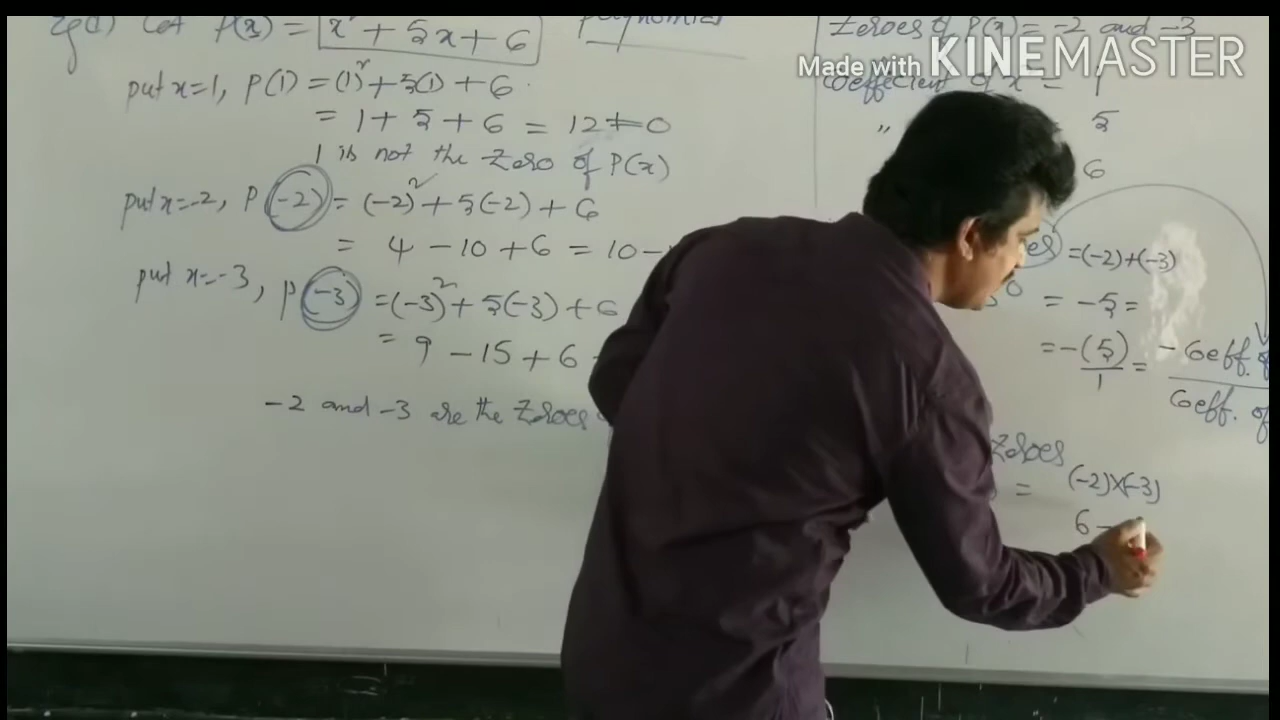 Eg(1) Let P(x) = x² + 5x + 6
polynomial
put x=1, P(1) = (1)² + 5(1) + 6
= 1 + 5 + 6 = 12 ≠ 0
1 is not the Zero of P(x)
put x=-2, P(-2) = (-2)² + 5(-2) + 6
= 4 - 10 + 6 = 10 -
put x=-3, P(-3) = (-3)² + 5(-3) + 6
= 9 - 15 + 6
-2 and -3 are the Zeroes
Zeroes of P(x) = -2 and -3
Made with KINEMASTER
Coefficient of x² = 1
" 5
6
= (-2)+(-3)
= -5 =
= -(5)/1 = - Coeff. of
Coeff. of
Zeroes
= (-2)×(-3)
6 -